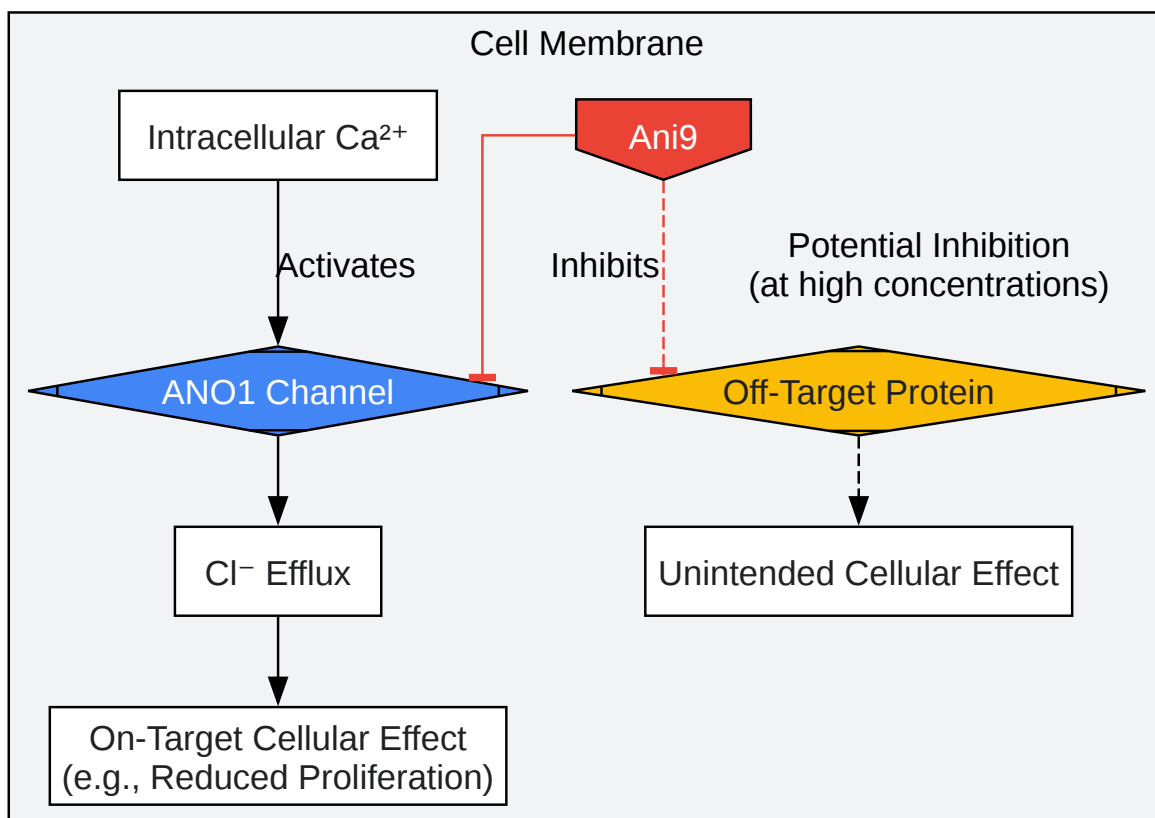 Cell Membrane
Intracellular Ca²⁺
Ani9
Activates
Inhibits
Potential Inhibition
(at high concentrations)
ANO1 Channel
Off-Target Protein
Cl⁻ Efflux
Unintended Cellular Effect
On-Target Cellular Effect
(e.g., Reduced Proliferation)